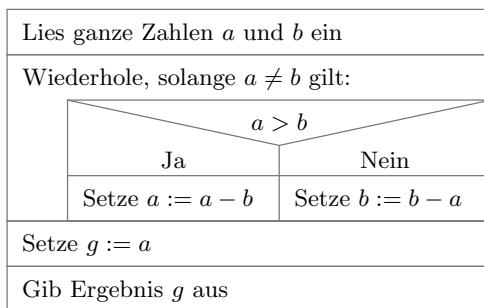 Lies ganze Zahlen a und b ein
Wiederhole, solange a ≠ b gilt:
a > b
Ja
Nein
Setze a := a − b
Setze b := b − a
Setze g := a
Gib Ergebnis g aus